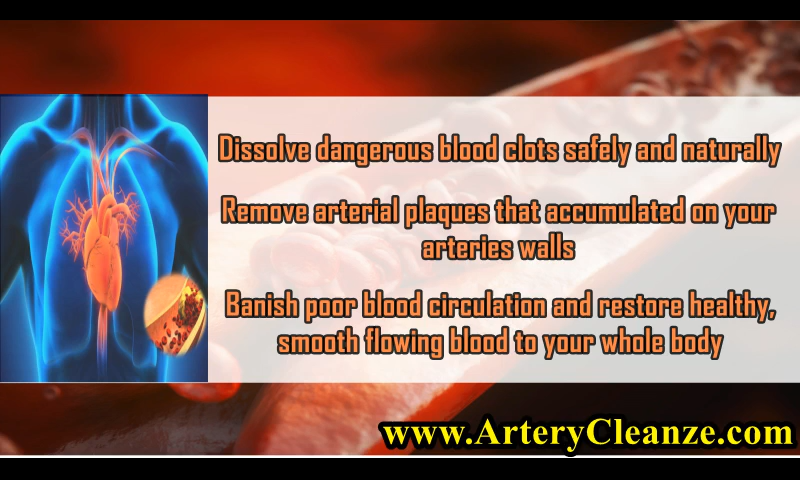 Dissolve dangerous blood clots safely and naturally
Remove arterial plaques that accumulated on your
arteries walls
Banish poor blood circulation and restore healthy,
smooth flowing blood to your whole body
www.ArteryCleanze.com